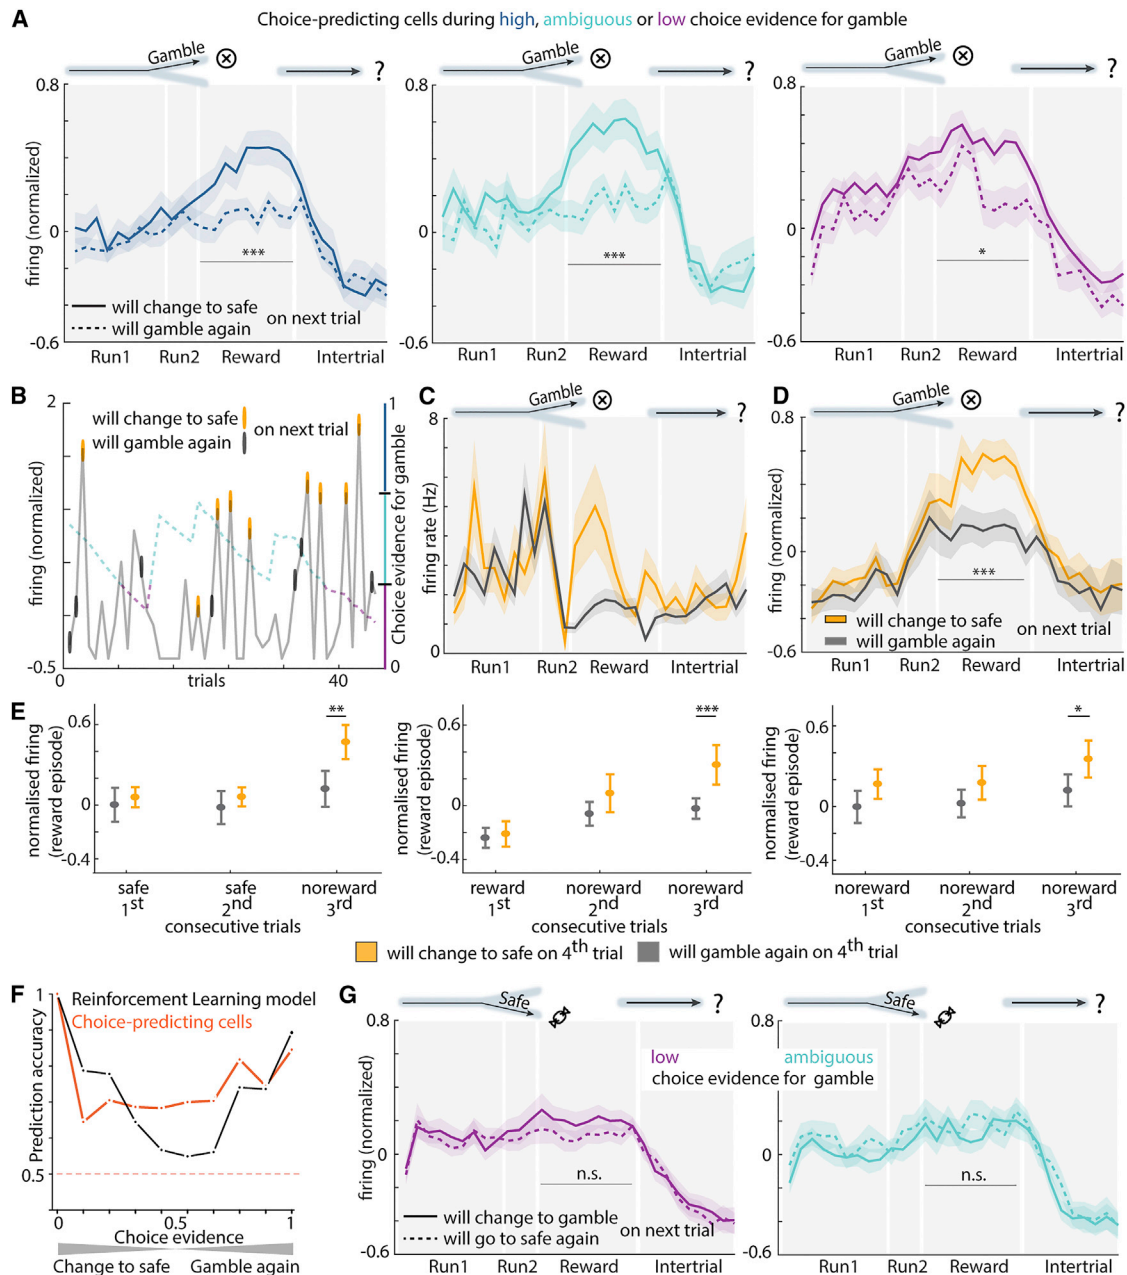 A
Choice-predicting cells during high, ambiguous or low choice evidence for gamble
Gamble
?
Gamble
?
Gamble
?
0.8
0
-0.6
firing (normalized)
***
will change to safe
will gamble again
on next trial
Run1 Run2 Reward Intertrial
0.8
0
-0.6
***
Run1 Run2 Reward Intertrial
0.8
0
-0.6
*
Run1 Run2 Reward Intertrial
B
2
-0.5
firing (normalized)
will change to safe
will gamble again
on next trial
0 trials 40
1
0
Choice evidence for gamble
C
Gamble
?
8
0
firing rate (Hz)
Run1 Run2 Reward Intertrial
D
Gamble
?
0.8
0
-0.6
firing (normalized)
***
will change to safe
will gamble again
on next trial
Run1 Run2 Reward Intertrial
E
normalised firing
(reward episode)
0.6
0
-0.4
**
safe safe noreward
1st 2nd 3rd
consecutive trials
normalised firing
(reward episode)
0.6
0
-0.4
***
reward noreward noreward
1st 2nd 3rd
consecutive trials
normalised firing
(reward episode)
0.6
0
-0.4
*
noreward noreward noreward
1st 2nd 3rd
consecutive trials
will change to safe on 4th trial will gamble again on 4th trial
F
1
0.5
Prediction accuracy
Reinforcement Learning model
Choice-predicting cells
0 0.5 1
Choice evidence
Change to safe Gamble again
G
Safe
?
Safe
?
0.8
0
-0.6
firing (normalized)
low ambiguous
choice evidence for gamble
n.s.
will change to gamble
will go to safe again
on next trial
Run1 Run2 Reward Intertrial
0.8
0
-0.6
n.s.
Run1 Run2 Reward Intertrial